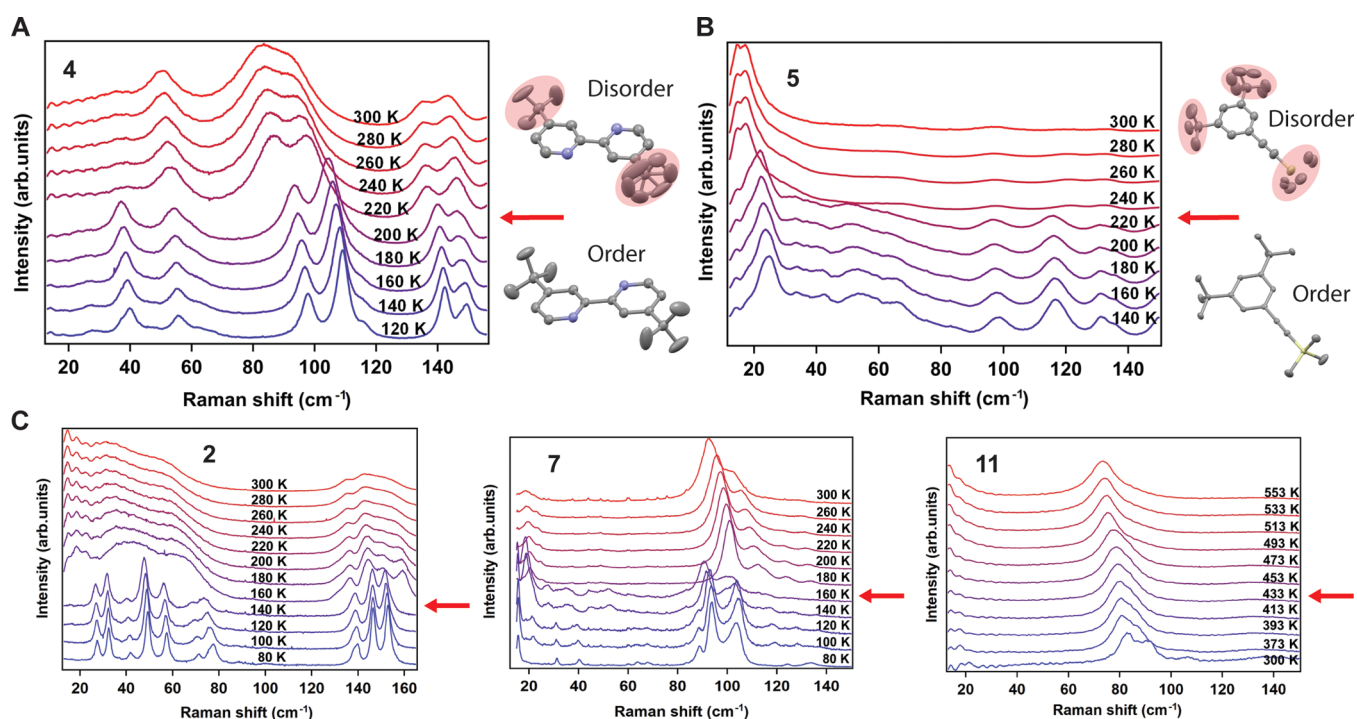 A
4
Intensity (arb.units)
300 K
280 K
260 K
240 K
220 K
200 K
180 K
160 K
140 K
120 K
20 40 60 80 100 120 140
Raman shift (cm⁻¹)
Disorder
Order
B
5
Intensity (arb.units)
300 K
280 K
260 K
240 K
220 K
200 K
180 K
160 K
140 K
20 40 60 80 100 120 140
Raman shift (cm⁻¹)
Disorder
Order
C
2
Intensity (arb.units)
300 K
280 K
260 K
240 K
220 K
200 K
180 K
160 K
140 K
120 K
100 K
80 K
20 40 60 80 100 120 140 160
Raman shift (cm⁻¹)
7
Intensity (arb.units)
300 K
260 K
240 K
220 K
200 K
180 K
160 K
140 K
120 K
100 K
80 K
20 40 60 80 100 120 140
Raman shift (cm⁻¹)
11
Intensity (arb.units)
553 K
533 K
513 K
493 K
473 K
453 K
433 K
413 K
393 K
373 K
300 K
20 40 60 80 100 120 140
Raman shift (cm⁻¹)